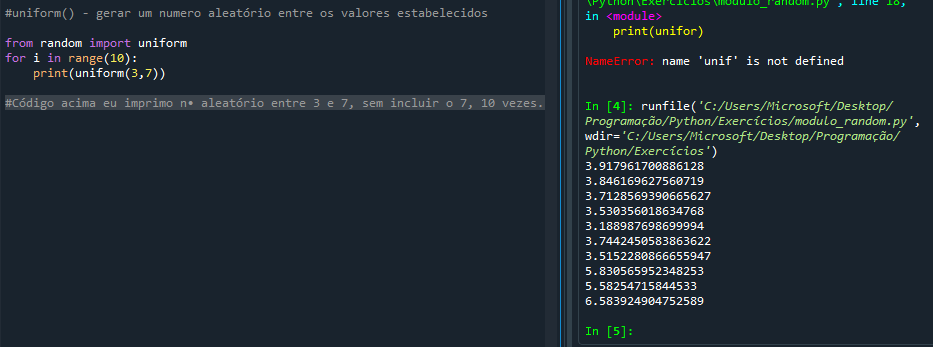 #uniform() - gerar um numero aleatório entre os valores estabelecidos
from random import uniform
for i in range(10):
    print(uniform(3,7))
#Código acima eu imprimo n• aleatório entre 3 e 7, sem incluir o 7, 10 vezes.
\Python\Exercícios\modulo_random.py", line 18,
in <module>
    print(unifor)
NameError: name 'unif' is not defined
In [4]: runfile('C:/Users/Microsoft/Desktop/
Programação/Python/Exercícios/modulo_random.py',
wdir='C:/Users/Microsoft/Desktop/Programação/
Python/Exercícios')
3.917961700886128
3.846169627560719
3.7128569390665627
3.530356018634768
3.188987698699994
3.7442450583863622
3.5152280866655947
5.830565952348253
5.58254715844533
6.583924904752589
In [5]: